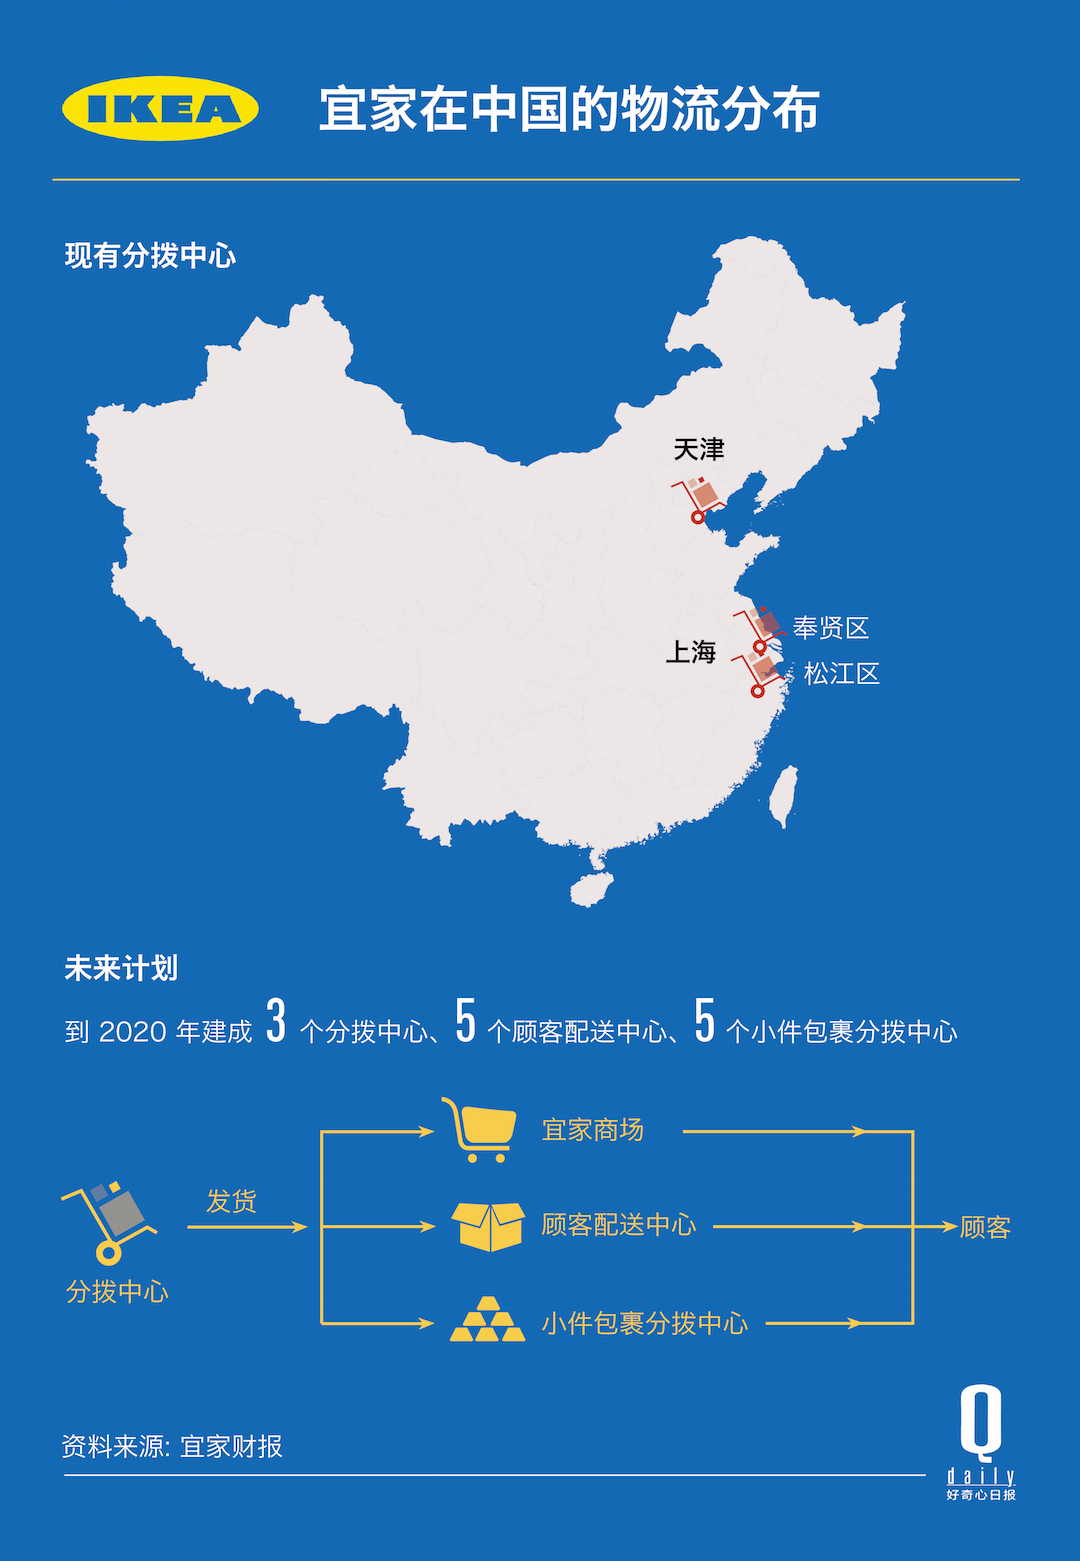 IKEA 宜家在中国的物流分布
现有分拨中心
天津
奉贤区
上海
松江区
未来计划
到 2020 年建成 3 个分拨中心、5 个顾客配送中心、5 个小件包裹分拨中心
宜家商场
发货
顾客配送中心
顾客
分拨中心
小件包裹分拨中心
资料来源: 宜家财报
Q
daily
好奇心日报